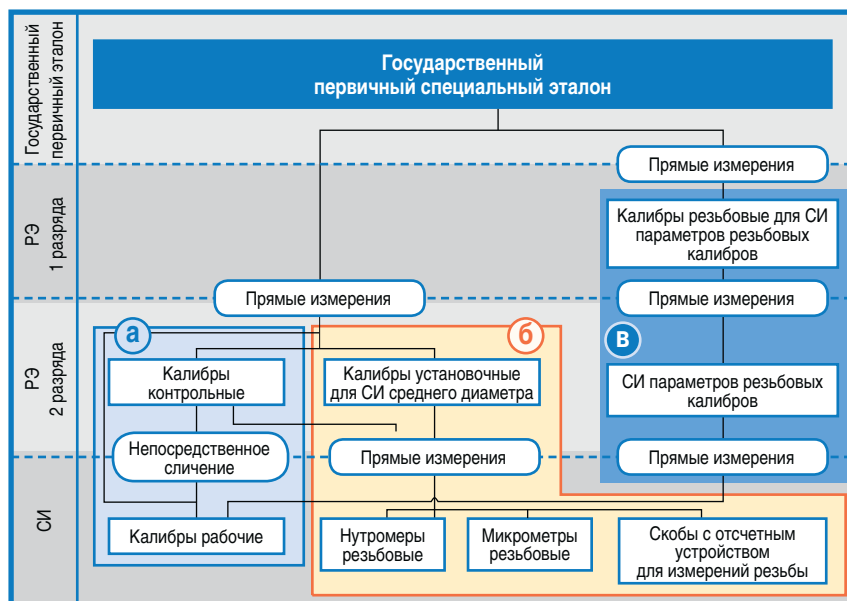 Государственный
первичный эталон
Государственный
первичный специальный эталон
Прямые измерения
РЭ
1 разряда
Калибры резьбовые для СИ
параметров резьбовых
калибров
Прямые измерения
Прямые измерения
РЭ
2 разряда
а
б
в
Калибры
контрольные
Калибры установочные
для СИ среднего диаметра
СИ параметров резьбовых
калибров
Непосредственное
сличение
Прямые измерения
Прямые измерения
СИ
Калибры рабочие
Нутромеры
резьбовые
Микрометры
резьбовые
Скобы с отсчетным
устройством
для измерений резьбы